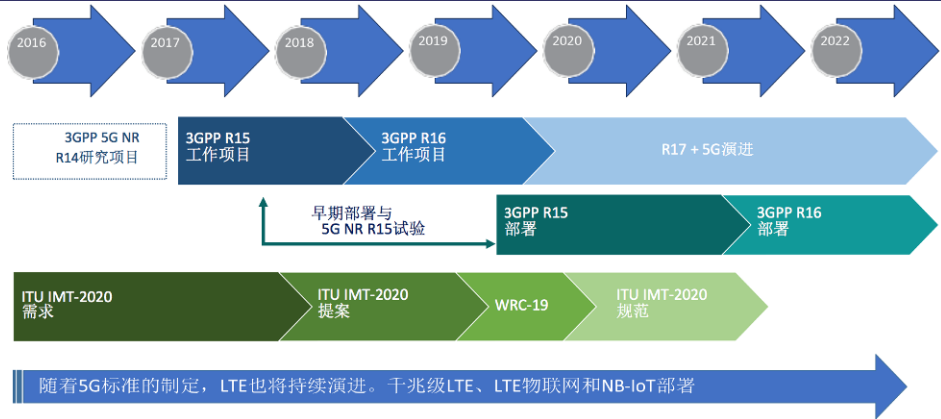 2016
2017
2018
2019
2020
2021
2022
3GPP 5G NR
R14研究项目
3GPP R15
工作项目
3GPP R16
工作项目
R17 + 5G演进
早期部署与
5G NR R15试验
3GPP R15
部署
3GPP R16
部署
ITU IMT-2020
需求
ITU IMT-2020
提案
WRC-19
ITU IMT-2020
规范
随着5G标准的制定，LTE也将持续演进。千兆级LTE、LTE物联网和NB-IoT部署